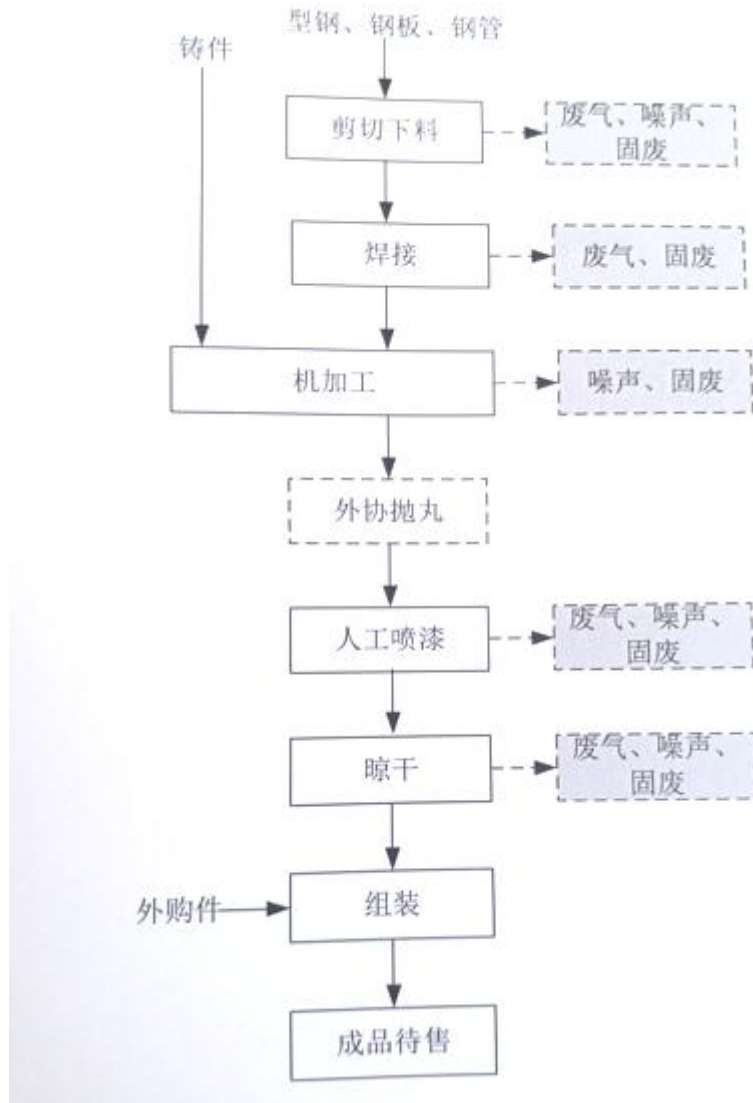 型钢、钢板、钢管
铸件
剪切下料
废气、噪声、
固废
焊接
废气、固废
机加工
噪声、固废
外协抛丸
人工喷漆
废气、噪声、
固废
晾干
废气、噪声、
固废
外购件
组装
成品待售